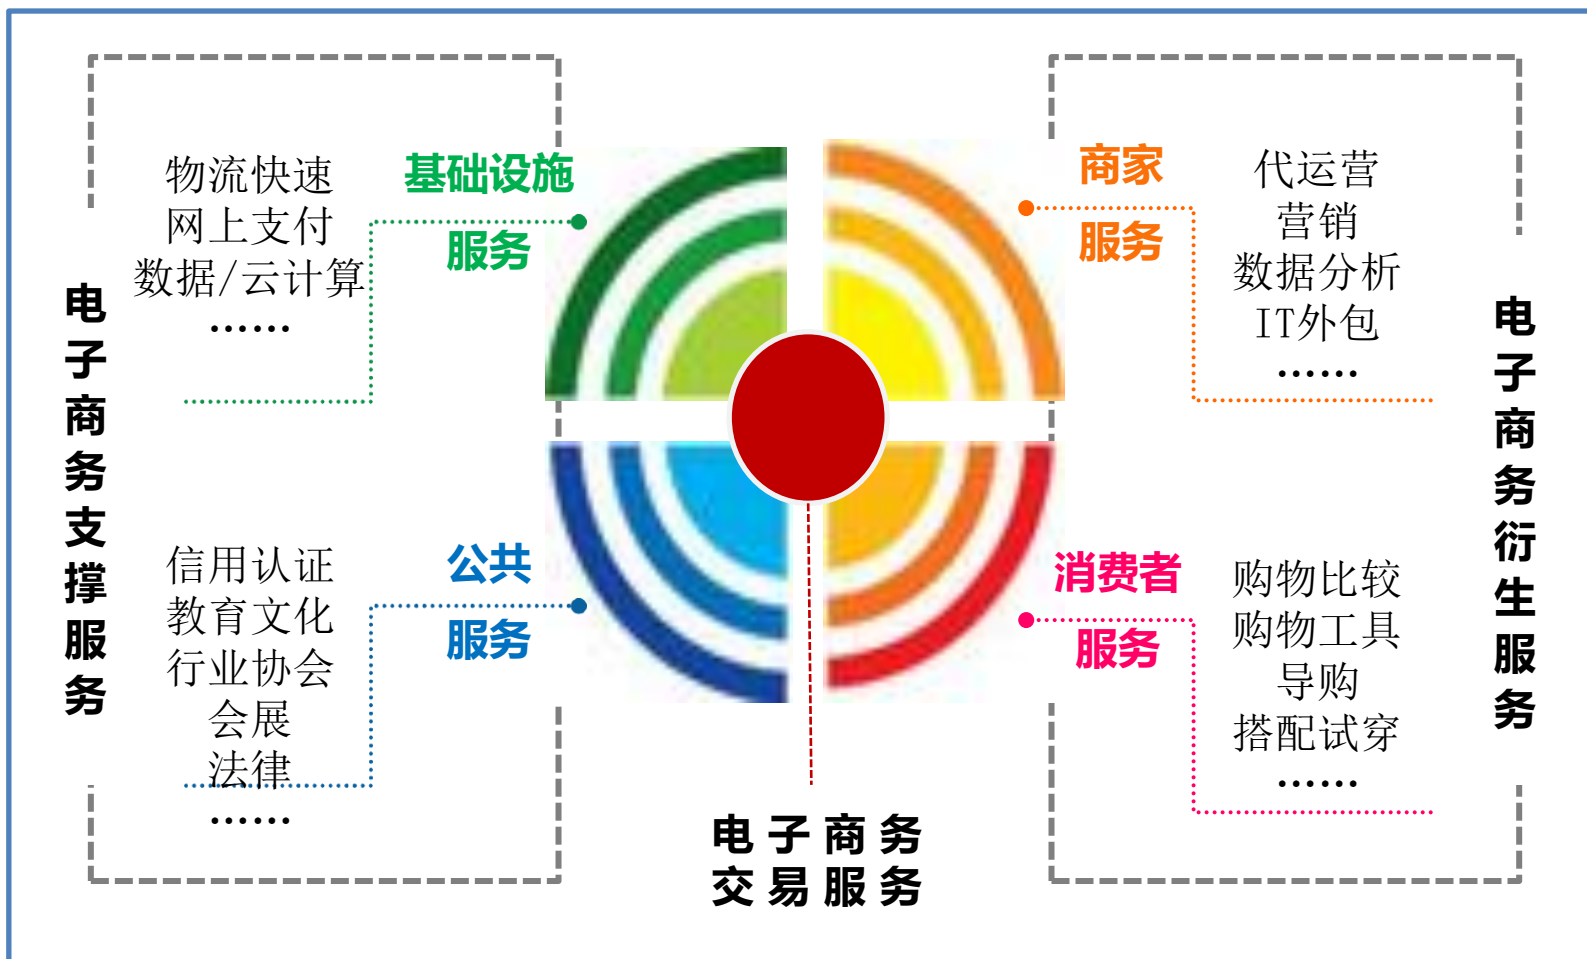 电子商务支撑服务
物流快速
网上支付
数据/云计算
……
基础设施
服务
信用认证
教育文化
行业协会
会展
法律
……
公共
服务
电子商务
交易服务
商家
服务
代运营
营销
数据分析
IT外包
……
消费者
服务
购物比较
购物工具
导购
搭配试穿
……
电子商务衍生服务